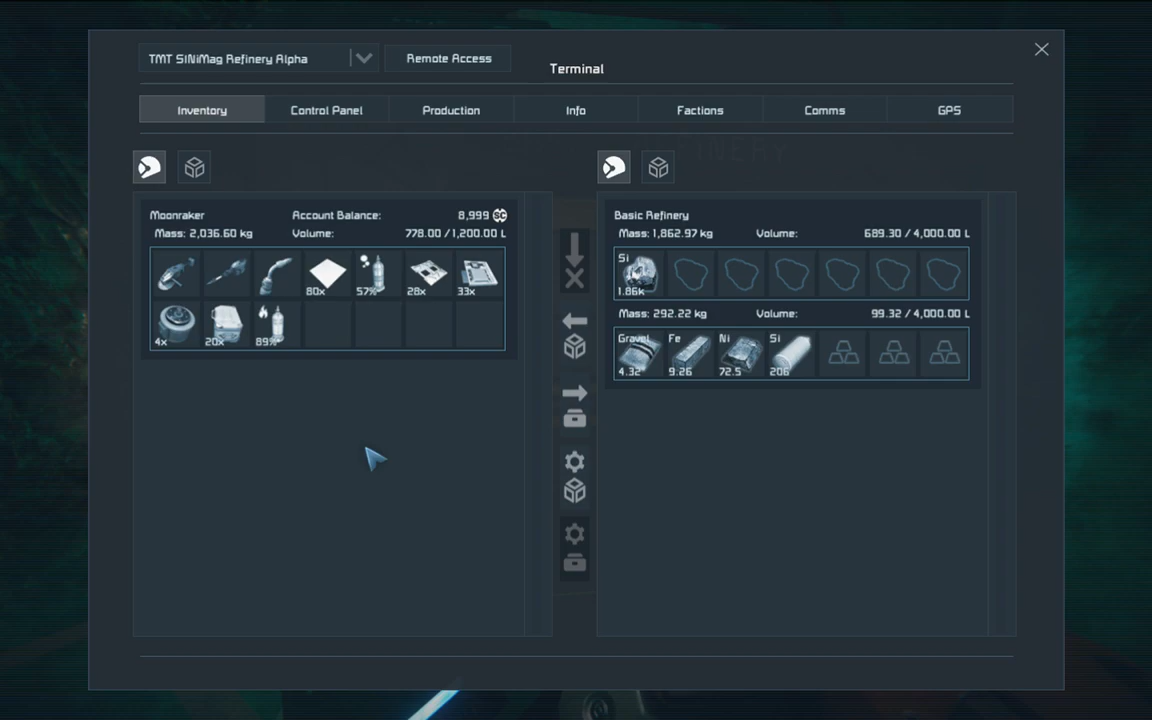 TMT SINiMag Refinery Alpha
Remote Access
Terminal
Inventory
Control Panel
Production
Info
Factions
Comms
GPS
INERY
Moonraker
Account Balance:
8,999 SC
Mass: 2,036.60 kg
Volume:
778.00 / 1,200.00 L
80x
57%
28x
33x
4x
20x
89%
Basic Refinery
Mass: 1,862.97 kg
Volume:
689.30 / 4,000.00 L
Si
1.86k
Mass: 292.22 kg
Volume:
99.32 / 4,000.00 L
Gravel
Fe
Ni
Si
4.32
9.26
72.5
206